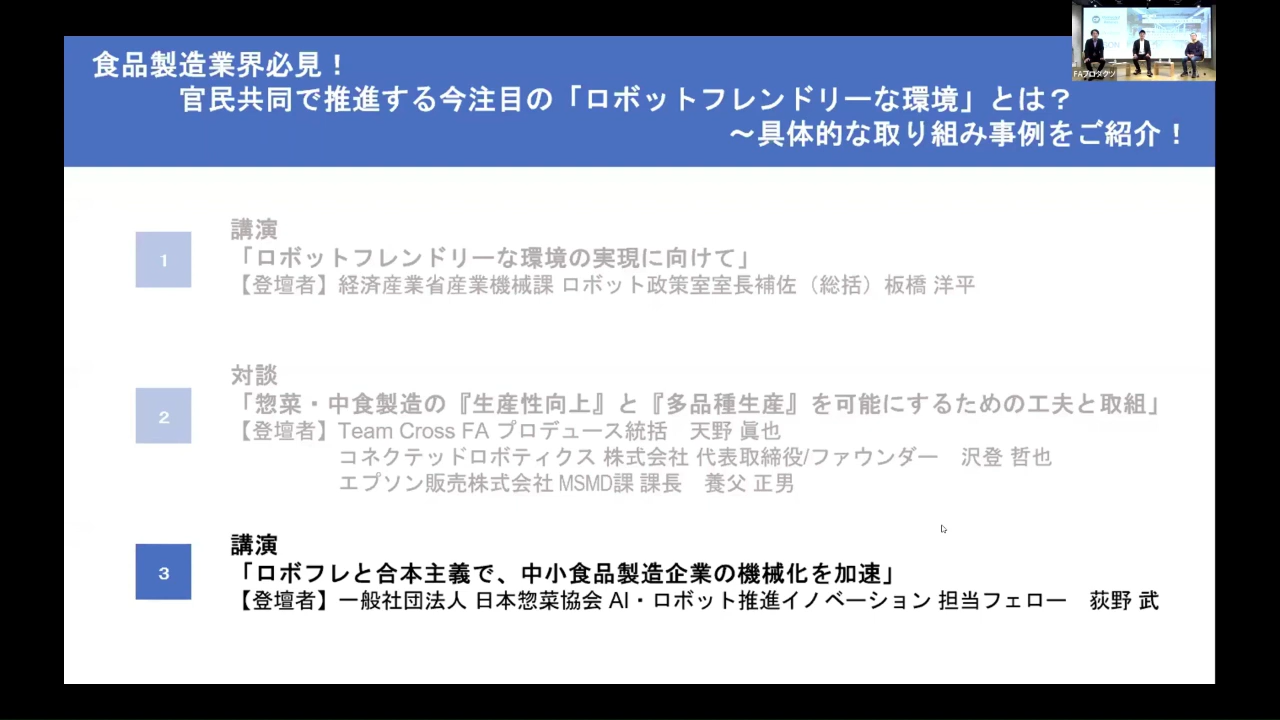 食品製造業界必見！
官民共同で推進する今注目の「ロボットフレンドリーな環境」とは？
～具体的な取り組み事例をご紹介！
FAプロダクツ
1
講演
「ロボットフレンドリーな環境の実現に向けて」
【登壇者】経済産業省産業機械課 ロボット政策室室長補佐（総括）板橋 洋平
2
対談
「惣菜・中食製造の『生産性向上』と『多品種生産』を可能にするための工夫と取組」
【登壇者】Team Cross FA プロデュース統括　天野 眞也
コネクテッドロボティクス 株式会社 代表取締役/ファウンダー　沢登 哲也
エプソン販売株式会社 MSMD課 課長　養父 正男
3
講演
「ロボフレと合本主義で、中小食品製造企業の機械化を加速」
【登壇者】一般社団法人 日本惣菜協会 AI・ロボット推進イノベーション 担当フェロー　荻野 武